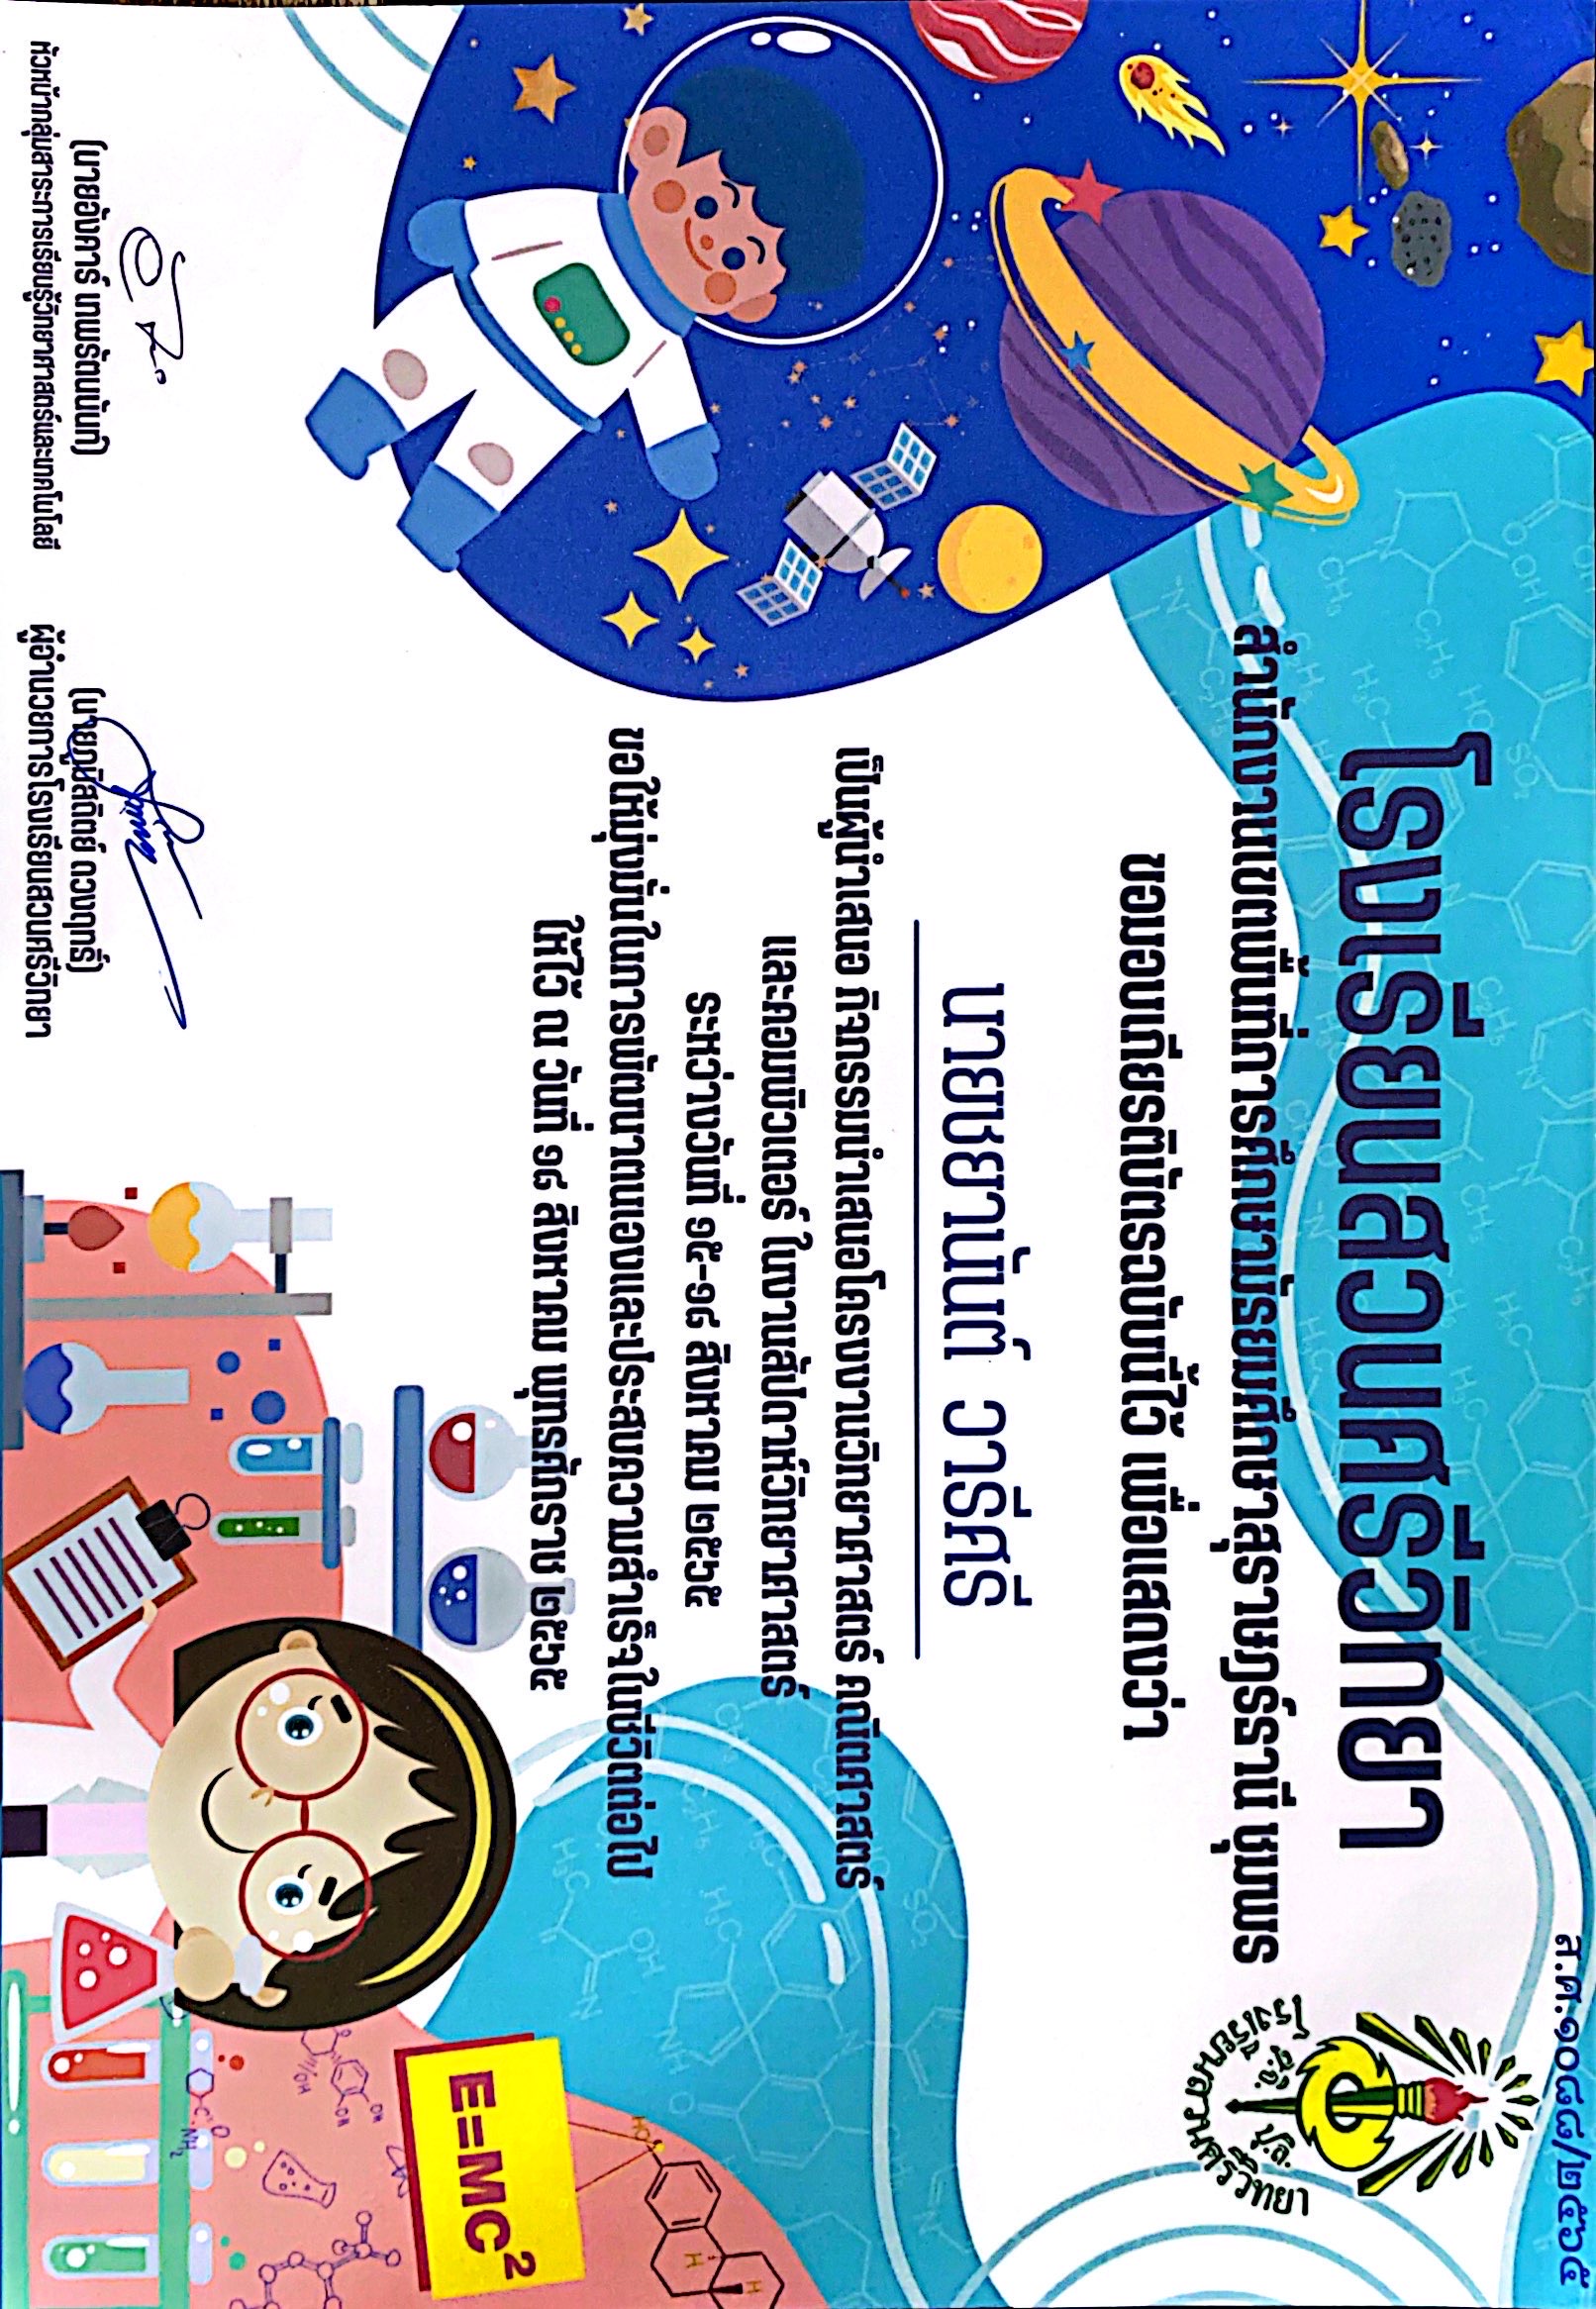 ส.ศ.๑๐๘๘/๒๕๖๕
โรงเรียนสวนศรีวิทยา
สำนักงานเขตพื้นที่การศึกษามัธยมศึกษาสุราษฎร์ธานี ชุมพร
ขอมอบเกียรติบัตรฉบับนี้ไว้ เพื่อแสดงว่า
โรงเรียนสวนศรีวิทยา
นายชยานันต์ วารีศรี
เป็นผู้นำเสนอ กิจกรรมนำเสนอโครงงานวิทยาศาสตร์ คณิตศาสตร์
และคอมพิวเตอร์ ในงานสัปดาห์วิทยาศาสตร์
ระหว่างวันที่ ๑๕-๑๘ สิงหาคม ๒๕๖๕
ขอให้มุ่งมั่นในการพัฒนาตนเองและประสบความสำเร็จในชีวิตต่อไป
ให้ไว้ ณ วันที่ ๑๘ สิงหาคม พุทธศักราช ๒๕๖๕
E=MC²
(นายอังคาร์ เทพรัตนนันท์)
หัวหน้ากลุ่มสาระการเรียนรู้วิทยาศาสตร์และเทคโนโลยี
(นายภูมิสถิตย์ ดวงฤทธิ์)
ผู้อำนวยการโรงเรียนสวนศรีวิทยา